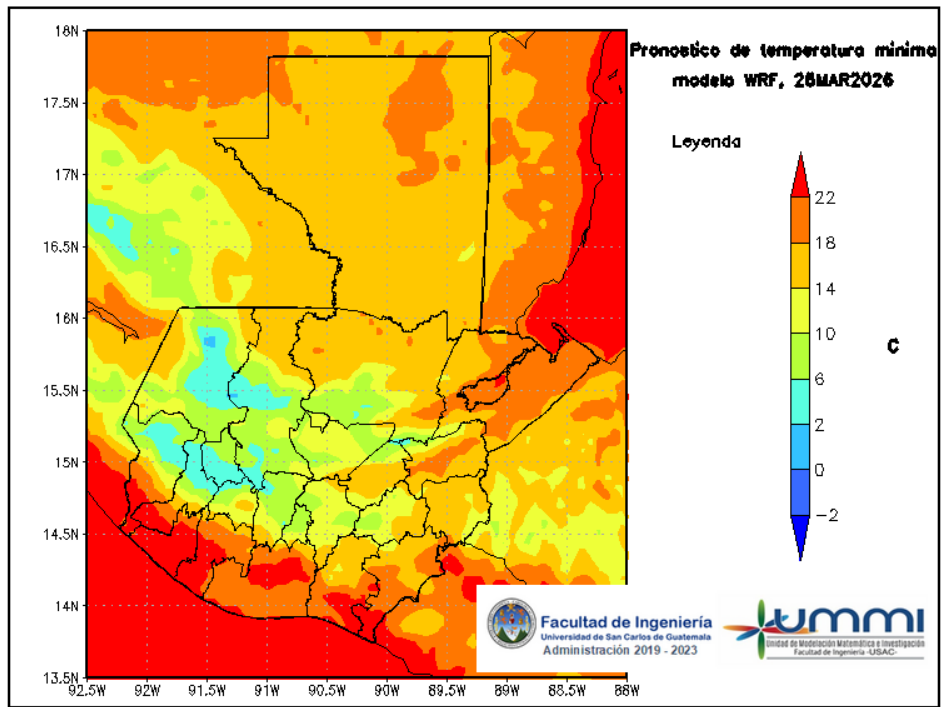 Pronostico de temperatura minima
modelo WRF, 28MAR2026
Leyenda
22
18
14
10
6
2
0
-2
C
18N
17.5N
17N
16.5N
16N
15.5N
15N
14.5N
14N
13.5N
92.5W 92W 91.5W 91W 90.5W 90W 89.5W 89W 88.5W 88W
Facultad de Ingeniería
Universidad de San Carlos de Guatemala
Administración 2019 - 2023
UMMI
Unidad de Modelación Matemática e Investigación
Facultad de Ingeniería -USAC-